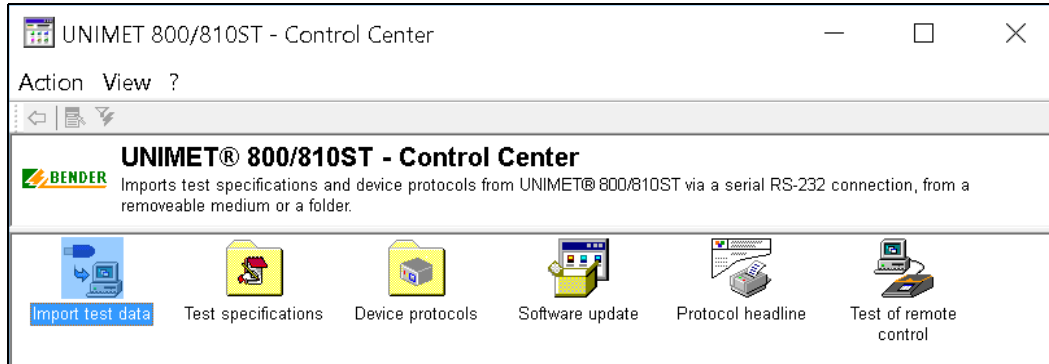 UNIMET 800/810ST - Control Center
Action View ?
BENDER
UNIMET® 800/810ST - Control Center
Imports test specifications and device protocols from UNIMET® 800/810ST via a serial RS-232 connection, from a
removeable medium or a folder.
Import test data
Test specifications
Device protocols
Software update
Protocol headline
Test of remote
control